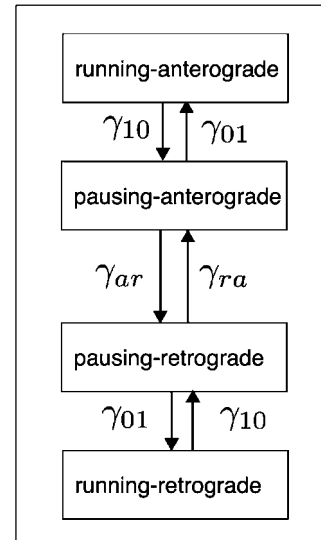 running-anterograde
γ10 γ01
pausing-anterograde
γar γra
pausing-retrograde
γ01 γ10
running-retrograde